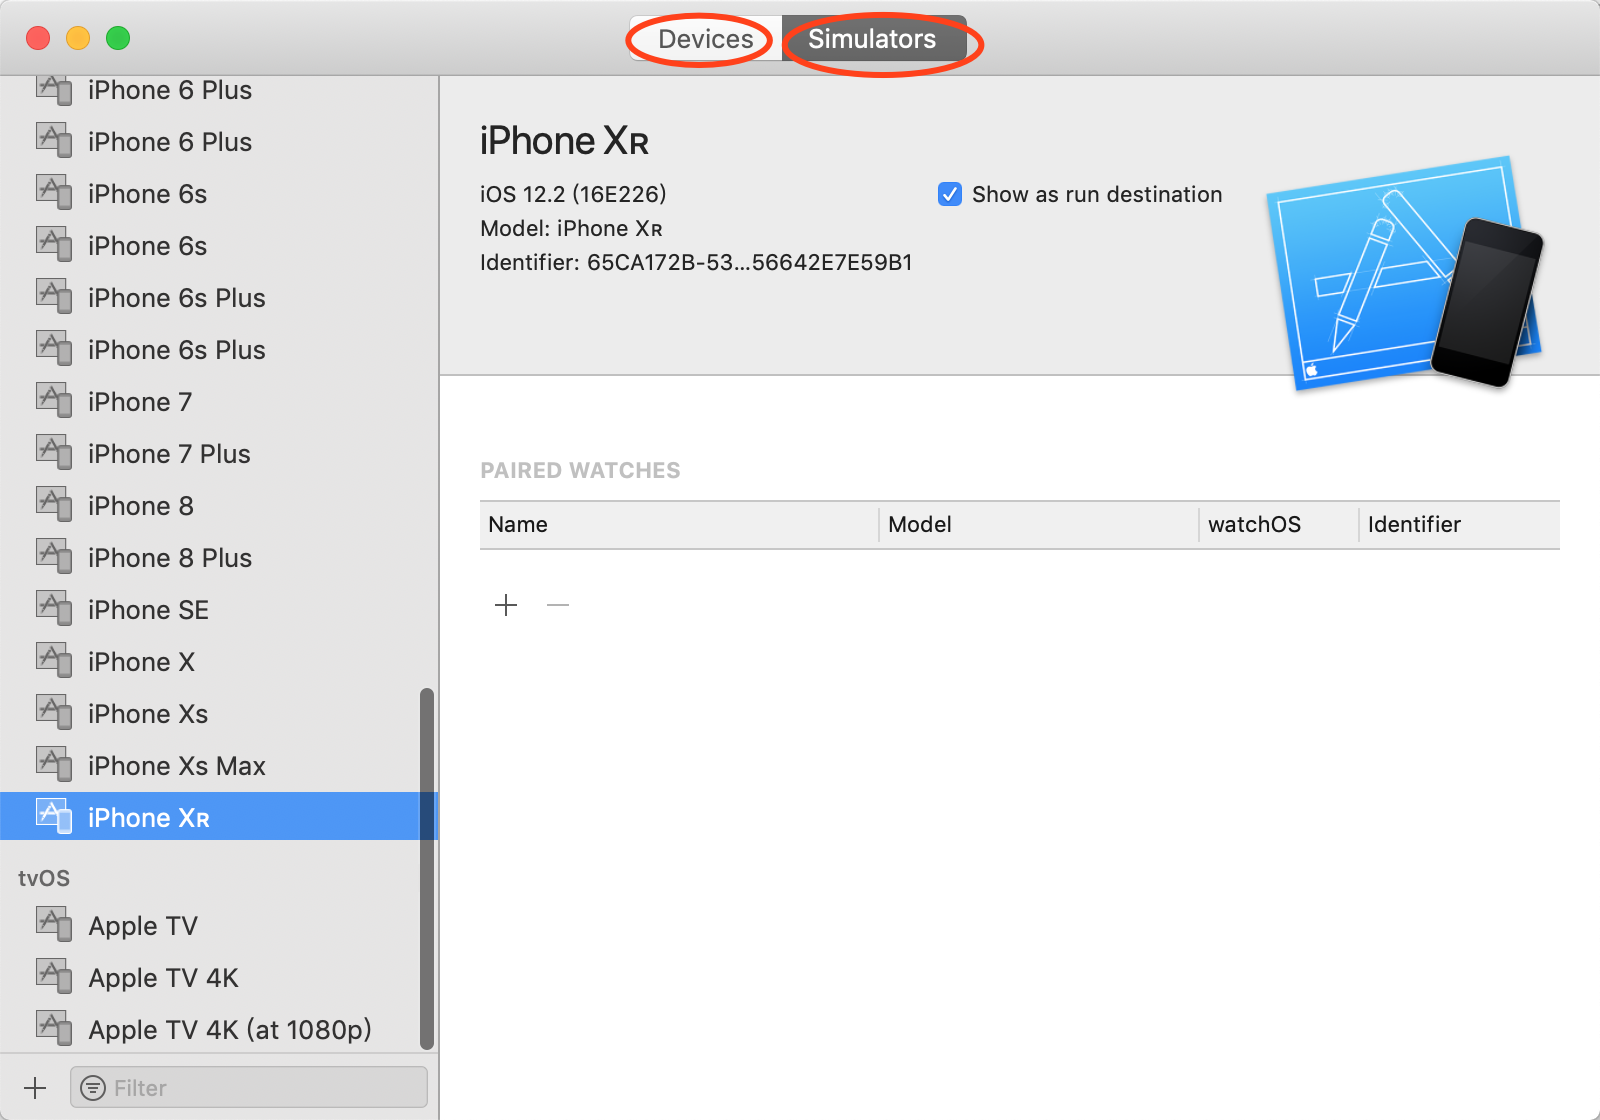 Devices
Simulators
iPhone 6 Plus
iPhone 6 Plus
iPhone 6s
iPhone 6s
iPhone 6s Plus
iPhone 6s Plus
iPhone 7
iPhone 7 Plus
iPhone 8
iPhone 8 Plus
iPhone SE
iPhone X
iPhone Xs
iPhone Xs Max
iPhone Xʀ
tvOS
Apple TV
Apple TV 4K
Apple TV 4K (at 1080p)
Filter
iPhone Xʀ
iOS 12.2 (16E226)
Model: iPhone Xʀ
Identifier: 65CA172B-53...56642E7E59B1
Show as run destination
PAIRED WATCHES
Name
Model
watchOS
Identifier